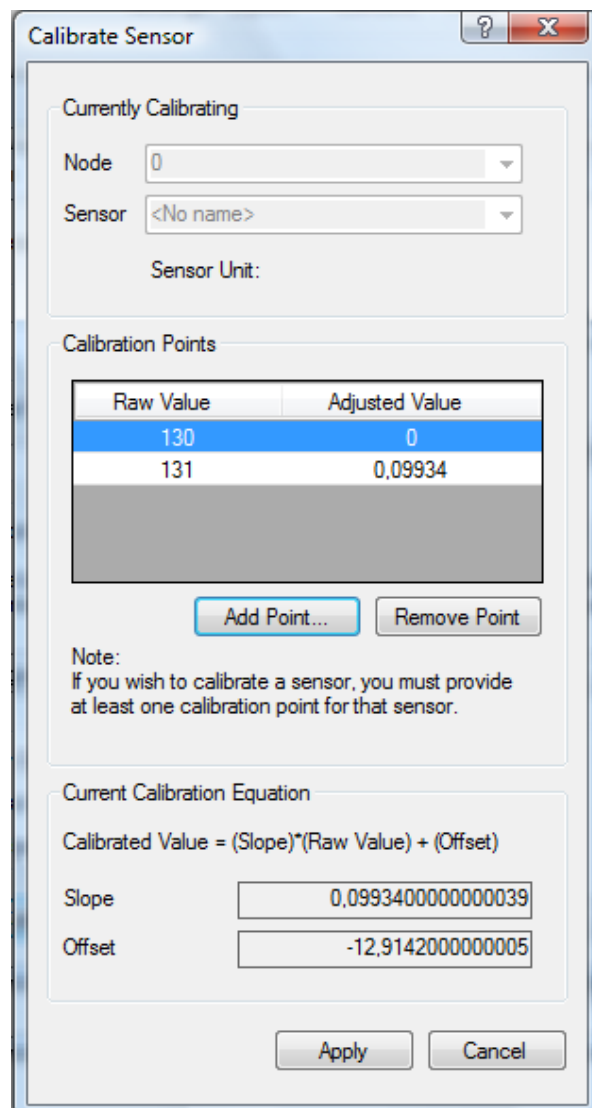 Calibrate Sensor
Currently Calibrating
Node 0
Sensor <No name>
Sensor Unit:
Calibration Points
Raw Value Adjusted Value
130 0
131 0,09934
Add Point... Remove Point
Note:
If you wish to calibrate a sensor, you must provide
at least one calibration point for that sensor.
Current Calibration Equation
Calibrated Value = (Slope)*(Raw Value) + (Offset)
Slope 0,0993400000000039
Offset -12,9142000000005
Apply Cancel